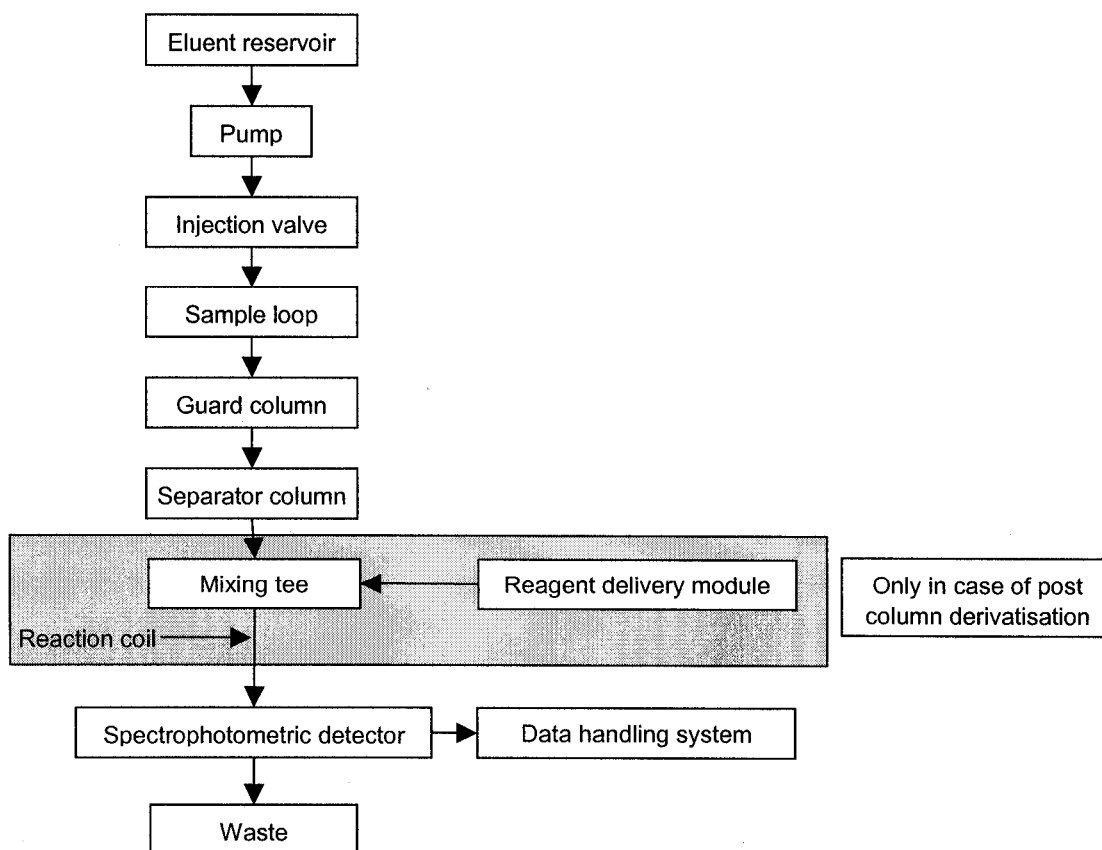 Eluent reservoir
Pump
Injection valve
Sample loop
Guard column
Separator column
Mixing tee
Reagent delivery module
Only in case of post
column derivatisation
Reaction coil
Spectrophotometric detector
Data handling system
Waste